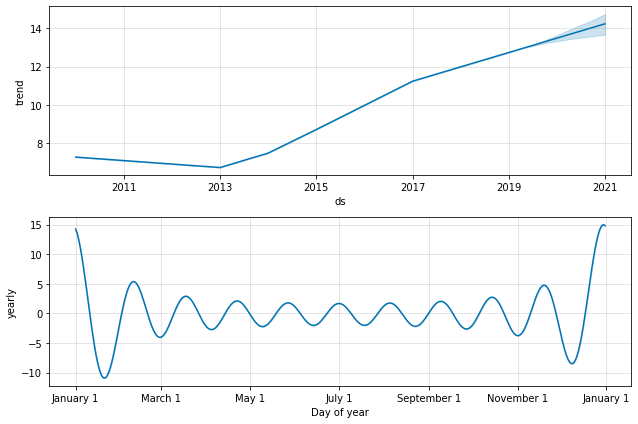 14
12
10
8
trend
2011 2013 2015 2017 2019 2021
ds
15
10
5
0
−5
−10
yearly
January 1 March 1 May 1 July 1 September 1 November 1 January 1
Day of year